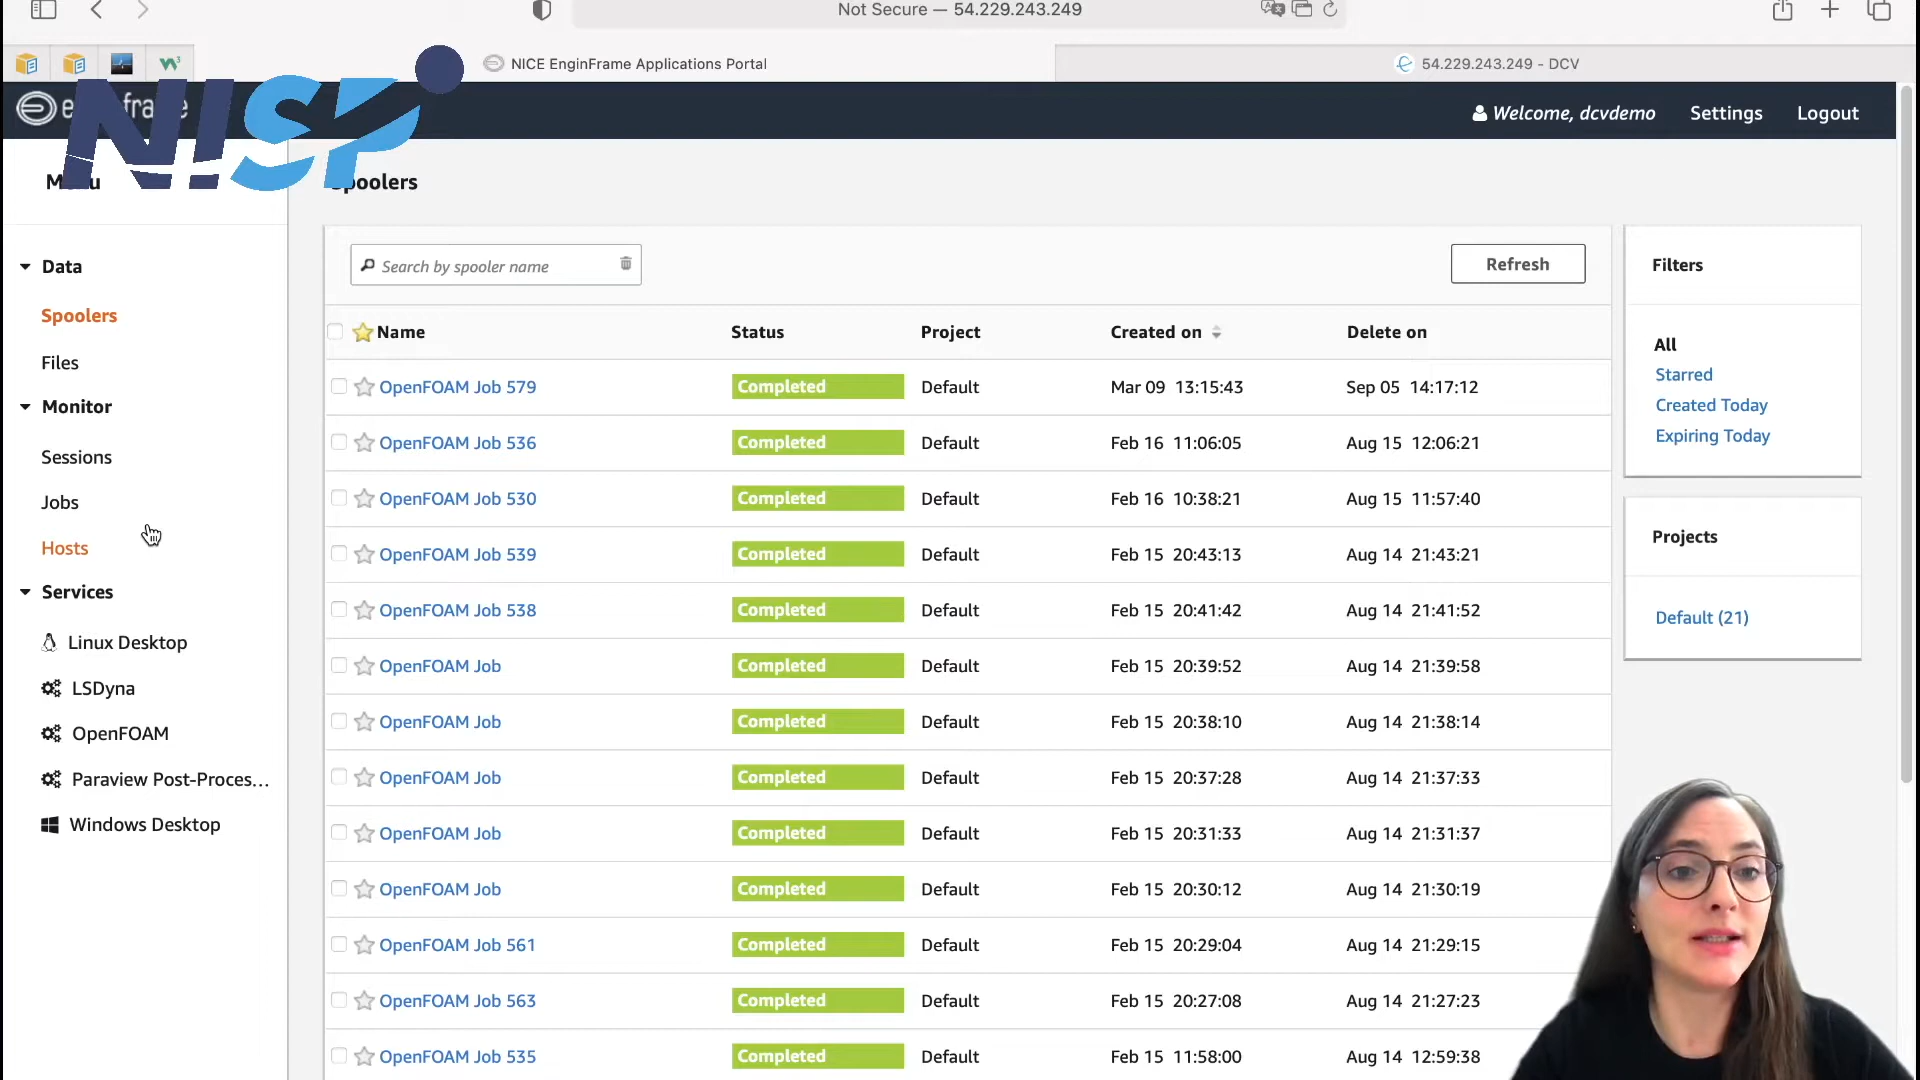 Not Secure — 54.229.243.249
NICE EnginFrame Applications Portal
54.229.243.249 - DCV
NISP
Welcome, dcvdemo
Settings
Logout
Menu
Spoolers
Data
Spoolers
Files
Monitor
Sessions
Jobs
Hosts
Services
Linux Desktop
LSDyna
OpenFOAM
Paraview Post-Proces...
Windows Desktop
Search by spooler name
Refresh
Name Status Project Created on Delete on
OpenFOAM Job 579 Completed Default Mar 09 13:15:43 Sep 05 14:17:12
OpenFOAM Job 536 Completed Default Feb 16 11:06:05 Aug 15 12:06:21
OpenFOAM Job 530 Completed Default Feb 16 10:38:21 Aug 15 11:57:40
OpenFOAM Job 539 Completed Default Feb 15 20:43:13 Aug 14 21:43:21
OpenFOAM Job 538 Completed Default Feb 15 20:41:42 Aug 14 21:41:52
OpenFOAM Job Completed Default Feb 15 20:39:52 Aug 14 21:39:58
OpenFOAM Job Completed Default Feb 15 20:38:10 Aug 14 21:38:14
OpenFOAM Job Completed Default Feb 15 20:37:28 Aug 14 21:37:33
OpenFOAM Job Completed Default Feb 15 20:31:33 Aug 14 21:31:37
OpenFOAM Job Completed Default Feb 15 20:30:12 Aug 14 21:30:19
OpenFOAM Job 561 Completed Default Feb 15 20:29:04 Aug 14 21:29:15
OpenFOAM Job 563 Completed Default Feb 15 20:27:08 Aug 14 21:27:23
OpenFOAM Job 535 Completed Default Feb 15 11:58:00 Aug 14 12:59:38
Filters
All
Starred
Created Today
Expiring Today
Projects
Default (21)